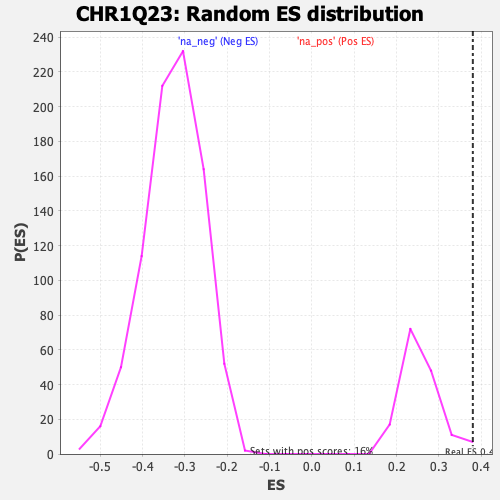 CHR1Q23: Random ES distribution
'na_neg' (Neg ES) 'na_pos' (Pos ES)
240
220
200
180
160
140
120
100
80
60
40
20
0
P(ES)
Sets with pos scores: 16%
Real ES 0.4
-0.5 -0.4 -0.3 -0.2 -0.1 0.0 0.1 0.2 0.3 0.4
ES